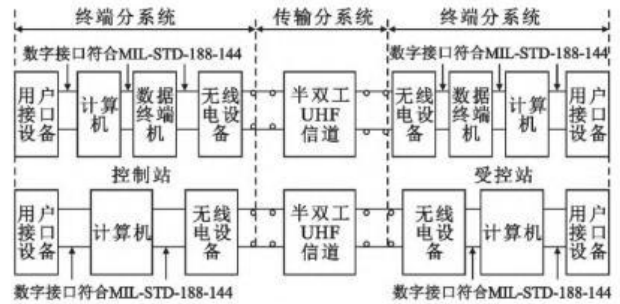 终端分系统 传输分系统 终端分系统
数字接口符合MIL-STD-188-144 数字接口符合MIL-STD-188-144
用户接口设备 计算机 数据终端机 无线电设备 半双工UHF信道 无线电设备 数据终端机 计算机 用户接口设备
控制站 受控站
用户接口设备 计算机 无线电设备 半双工UHF信道 无线电设备 计算机 用户接口设备
数字接口符合MIL-STD-188-144 数字接口符合MIL-STD-188-144